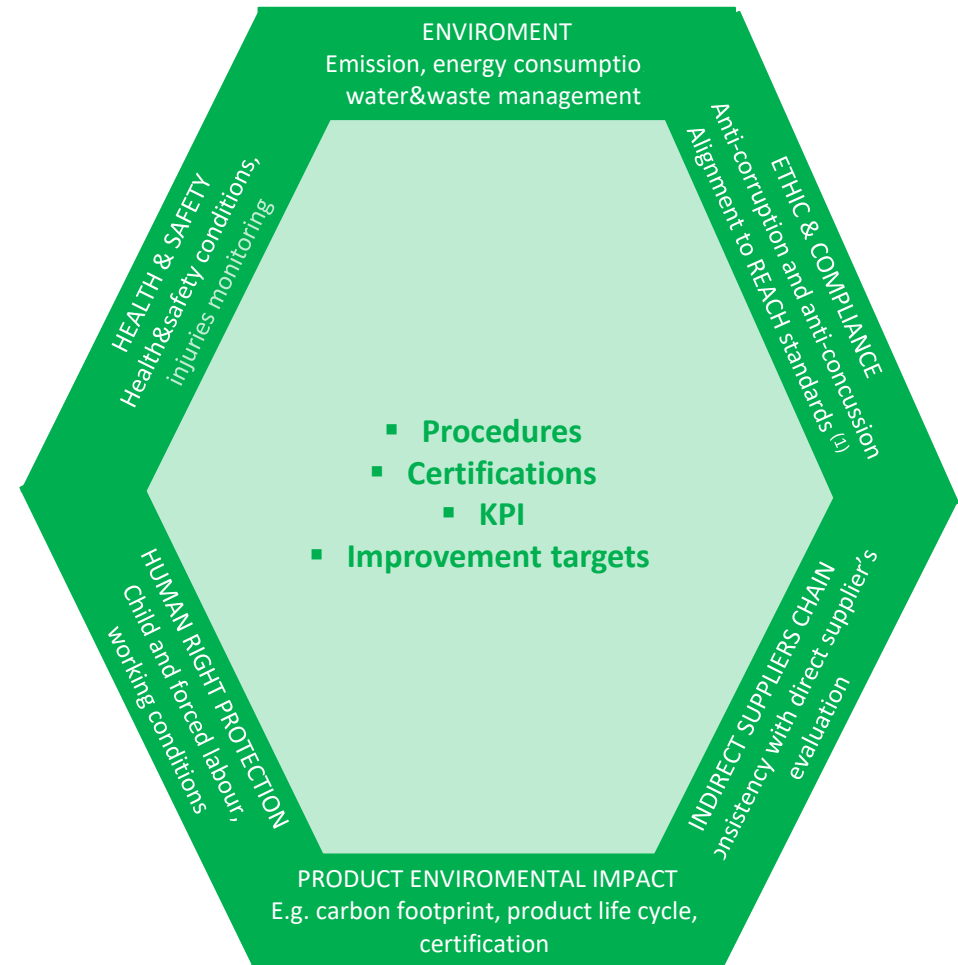 ENVIROMENT
Emission, energy consumptio
water&waste management
ETHIC & COMPLIANCE
Anti-corruption and anti-concussion
Alignment to REACH standards (1)
INDIRECT SUPPLIERS CHAIN
onsistency with direct supplier's
evaluation
PRODUCT ENVIROMENTAL IMPACT
E.g. carbon footprint, product life cycle,
certification
HUMAN RIGHT PROTECTION
Child and forced labour,
working conditions
HEALTH & SAFETY
Health&safety conditions,
injuries monitoring
▪ Procedures
▪ Certifications
▪ KPI
▪ Improvement targets